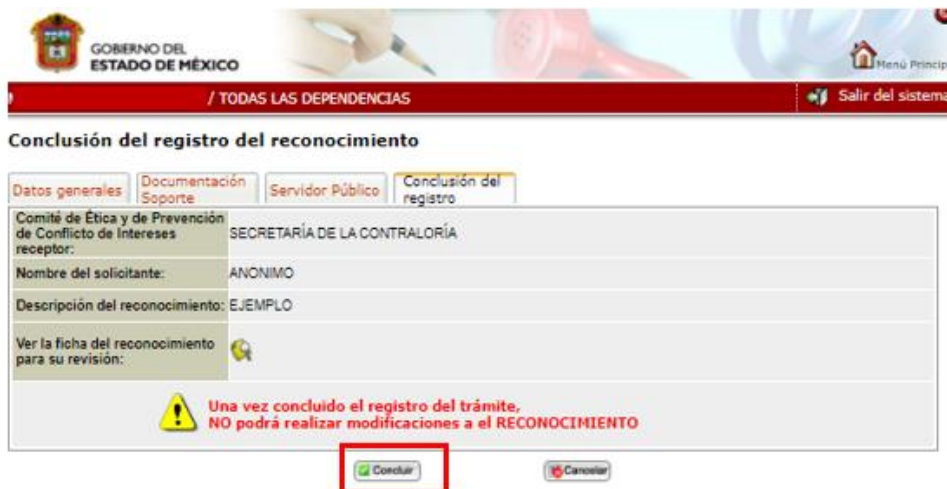 GOBIERNO DEL
ESTADO DE MÉXICO
Menú Princip
/ TODAS LAS DEPENDENCIAS
Salir del sistema
Conclusión del registro del reconocimiento
Datos generales
Documentación
Soporte
Servidor Público
Conclusión del
registro
Comité de Ética y de Prevención
de Conflicto de Intereses
receptor:
SECRETARÍA DE LA CONTRALORÍA
Nombre del solicitante: ANONIMO
Descripción del reconocimiento: EJEMPLO
Ver la ficha del reconocimiento
para su revisión:
Una vez concluido el registro del trámite,
NO podrá realizar modificaciones a el RECONOCIMIENTO
Concluir
Cancelar